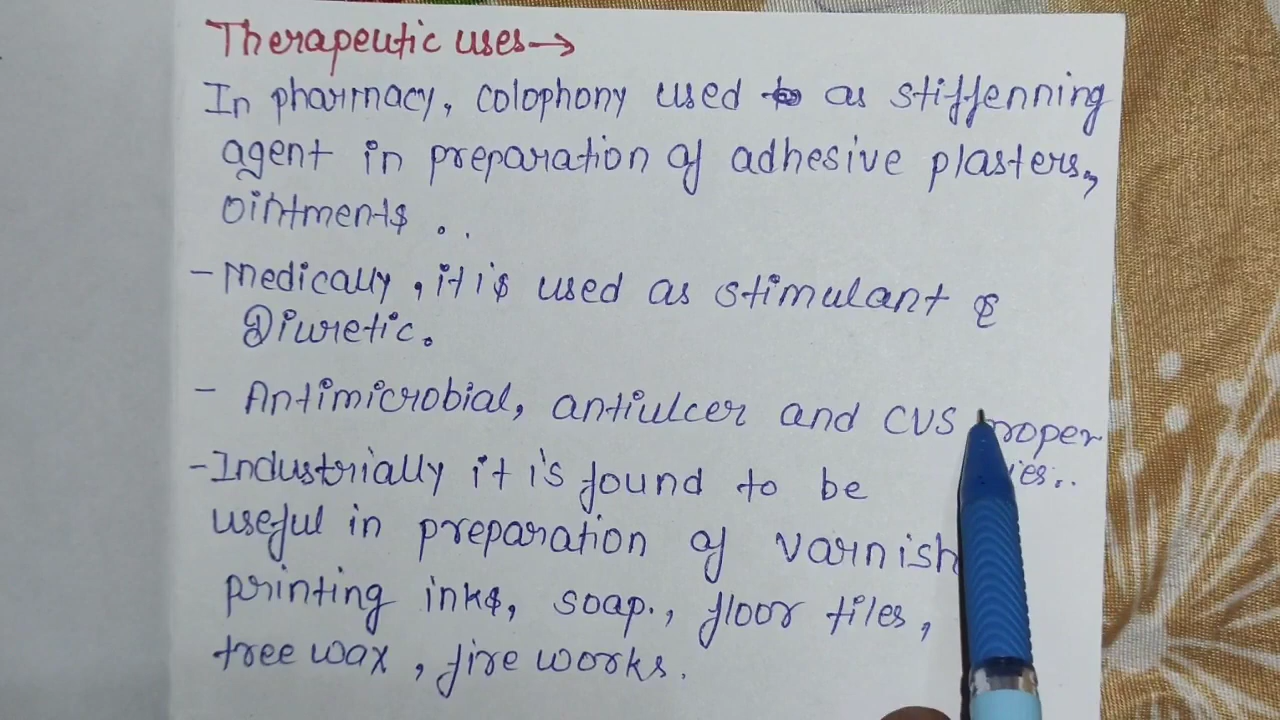 Therapeutic uses→
In pharmacy, colophony used as stiffenning
agent in preparation of adhesive plasters,
ointments..
- Medically, it is used as stimulant &
Diuretic.
- Antimicrobial, antiulcer and CVS proper
ies..
- Industrially it is found to be
useful in preparation of varnish
printing inks, soap., floor tiles,
tree wax, fire works.